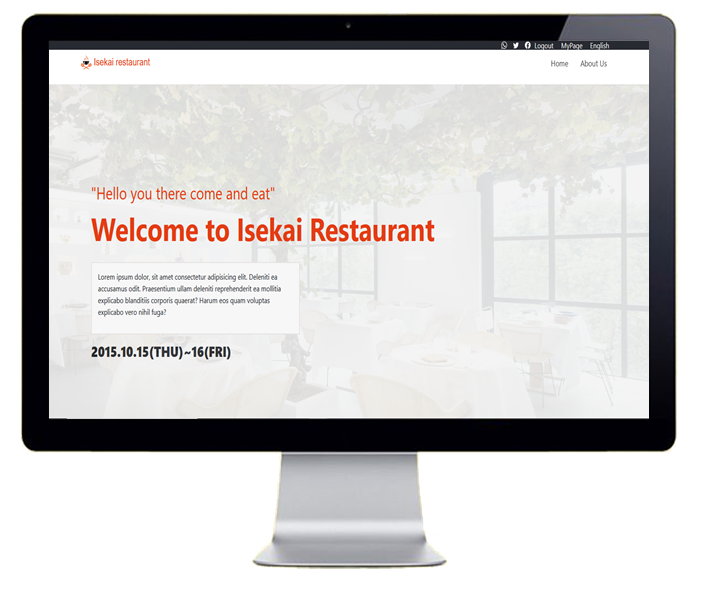 Logout MyPage English
Isekai restaurant
Home About Us
"Hello you there come and eat"
Welcome to Isekai Restaurant
Lorem ipsum dolor, sit amet consectetur adipisicing elit. Deleniti ea
accusamus odit. Praesentium ullam deleniti reprehenderit ea mollitia
explicabo blanditiis corporis quaerat? Harum eos quam voluptas
explicabo vero nihil fuga?
2015.10.15(THU)~16(FRI)